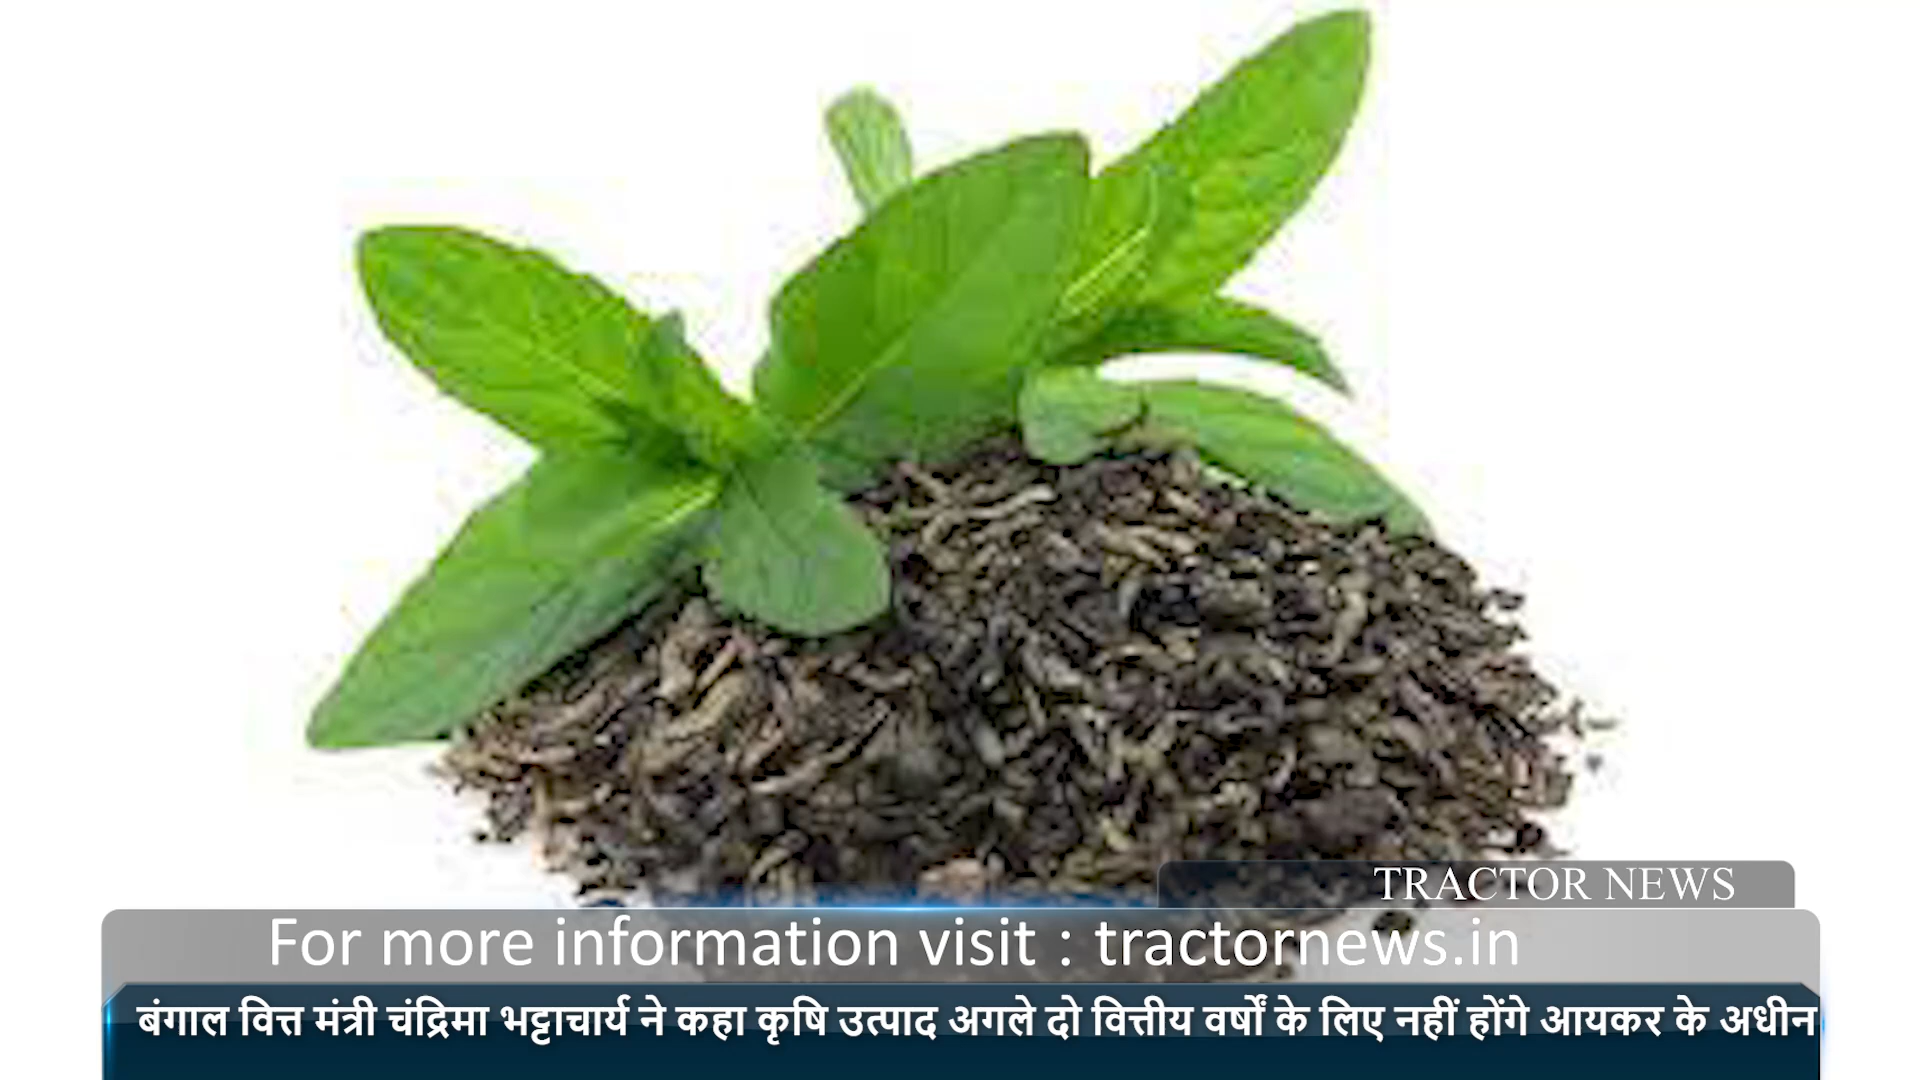 TRACTOR NEWS
For more information visit : tractornews.in
बंगाल वित्त मंत्री चंद्रिमा भट्टाचार्य ने कहा कृषि उत्पाद अगले दो वित्तीय वर्षों के लिए नहीं होंगे आयकर के अधीन